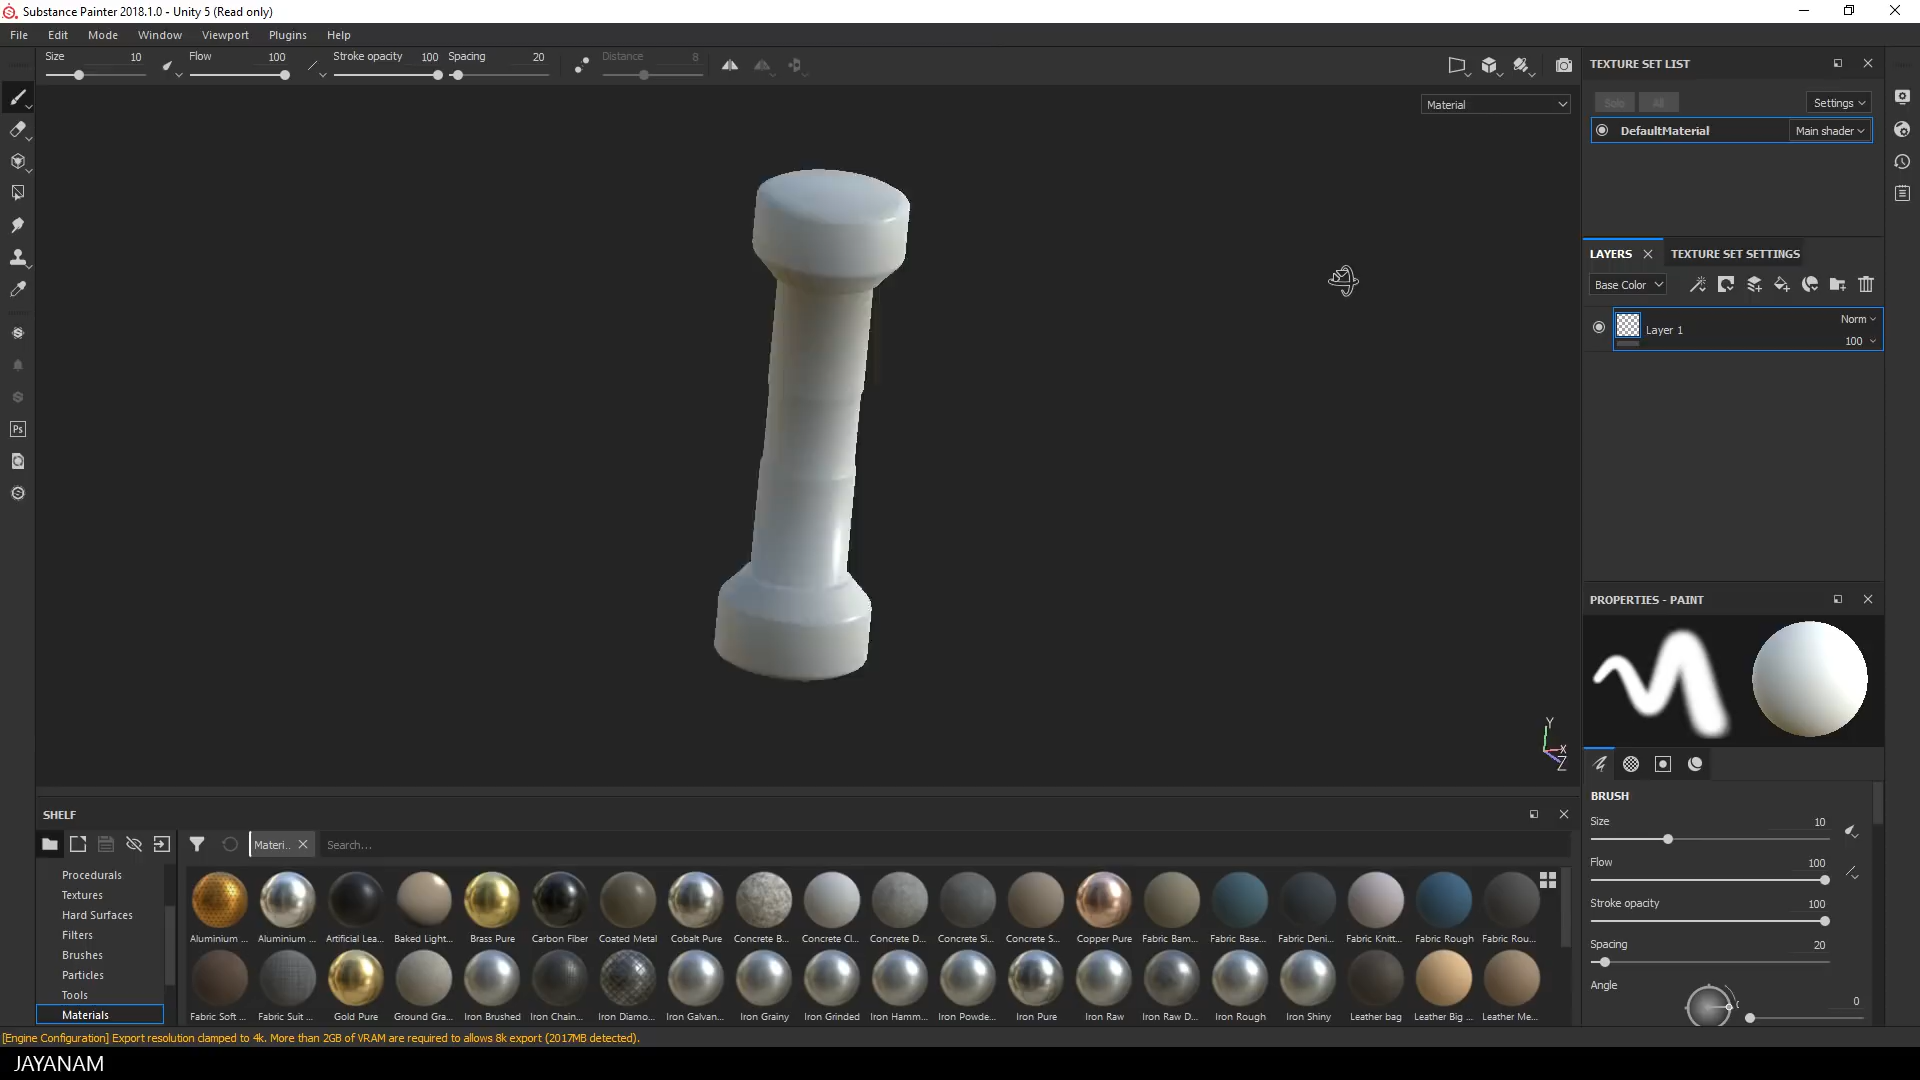 Substance Painter 2018.1.0 - Unity 5 (Read only)
File Edit Mode Window Viewport Plugins Help
Size 10 Flow 100 Stroke opacity 100 Spacing 20 Distance 8
Material
TEXTURE SET LIST
Solo All Settings
DefaultMaterial Main shader
LAYERS TEXTURE SET SETTINGS
Base Color
Layer 1 Norm
100
Ps
Y
X
Z
PROPERTIES - PAINT
BRUSH
Size 10
Flow 100
Stroke opacity 100
Spacing 20
Angle 0
SHELF
Materi.. Search...
Procedurals
Textures
Hard Surfaces
Filters
Brushes
Particles
Tools
Materials
Aluminium ... Aluminium ... Artificial Lea... Baked Light... Brass Pure Carbon Fiber Coated Metal Cobalt Pure Concrete B... Concrete Cl... Concrete D... Concrete Si... Concrete S... Copper Pure Fabric Bam... Fabric Base... Fabric Deni... Fabric Knitt... Fabric Rough Fabric Rou...
Fabric Soft ... Fabric Suit ... Gold Pure Ground Gra... Iron Brushed Iron Chain... Iron Diamo... Iron Galvan... Iron Grainy Iron Grinded Iron Hamm... Iron Powde... Iron Pure Iron Raw Iron Raw D... Iron Rough Iron Shiny Leather bag Leather Big ... Leather Me...
[Engine Configuration] Export resolution clamped to 4k. More than 2GB of VRAM are required to allows 8k export (2017MB detected).
JAYANAM